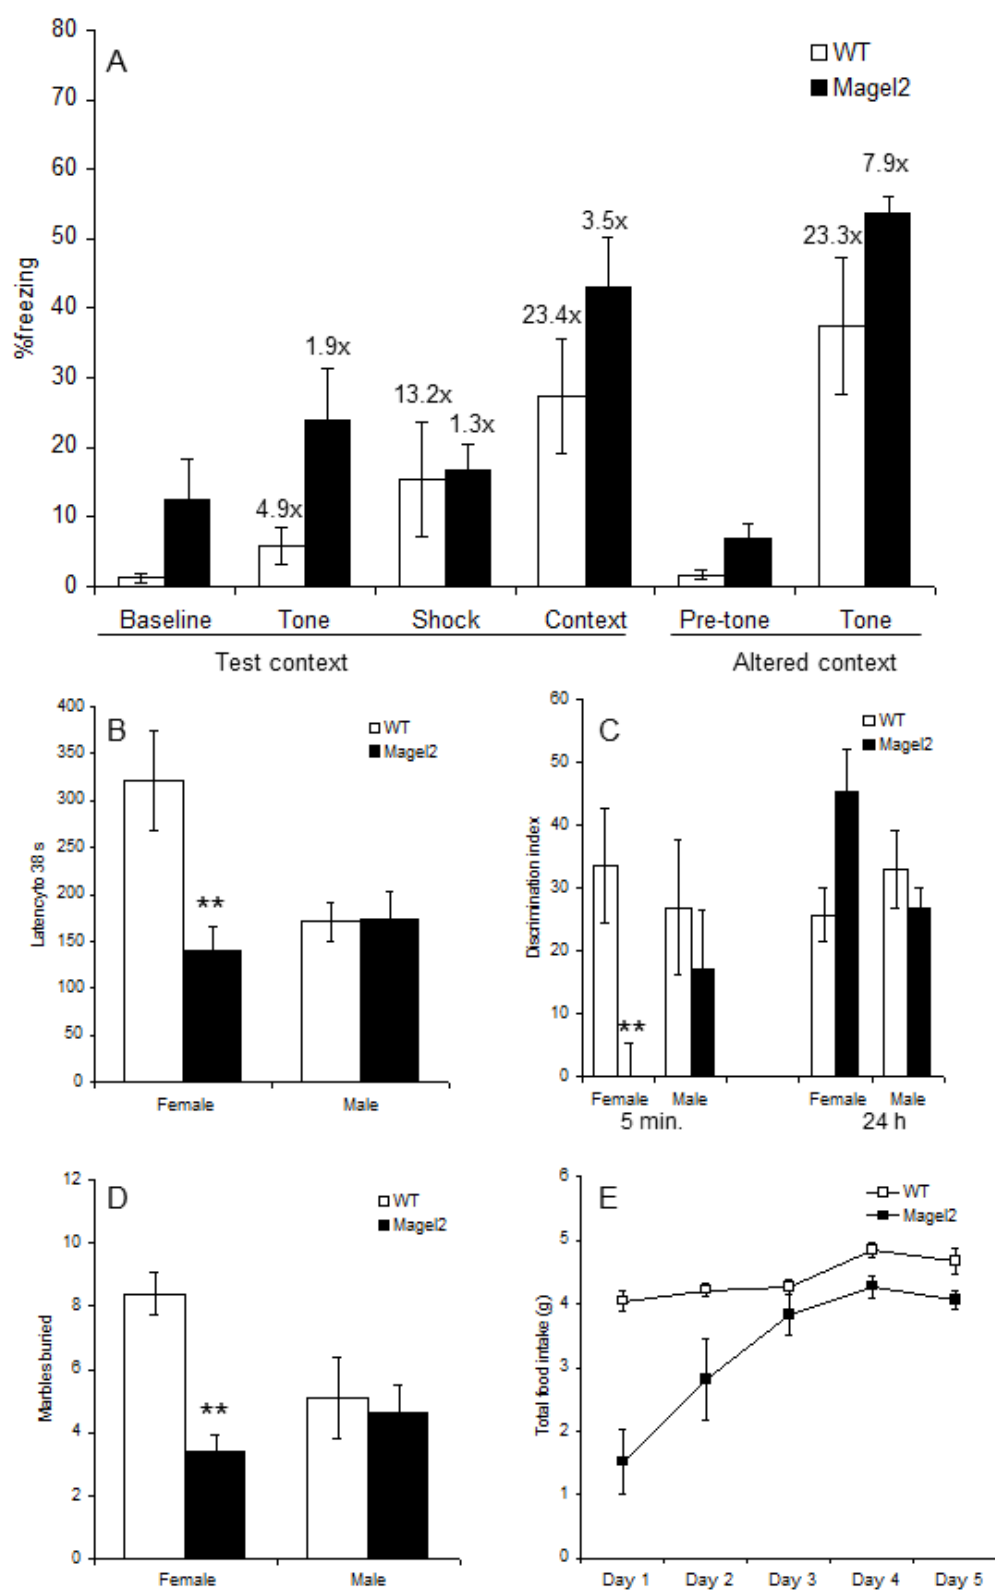 80
A
WT
Magel2
70
60
50
40
30
20
10
0
%freezing
4.9x
1.9x
13.2x
1.3x
23.4x
3.5x
23.3x
7.9x
Baseline Tone Shock Context Pre-tone Tone
Test context Altered context
B
WT
Magel2
400
350
300
250
200
150
100
50
0
Latencyto 38 s
**
Female Male
C
WT
Magel2
60
50
40
30
20
10
0
Discrimination index
**
Female Male Female Male
5 min. 24 h
D
WT
Magel2
12
10
8
6
4
2
0
Marbles buried
**
Female Male
E
WT
Magel2
6
5
4
3
2
1
0
Total food intake (g)
Day 1 Day 2 Day 3 Day 4 Day 5